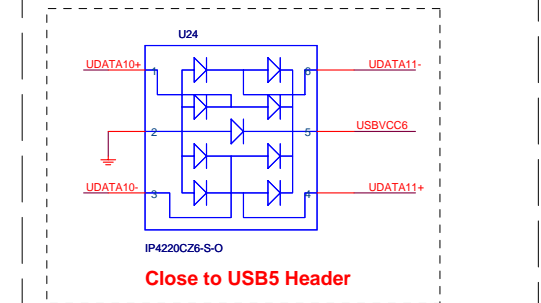 U24
UDATA10+ 1 6 UDATA11-
2 5 USBVCC6
UDATA10- 3 4 UDATA11+
IP4220CZ6-S-O
Close to USB5 Header